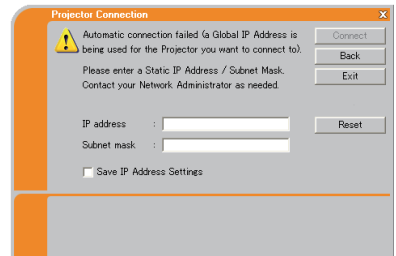 Projector Connection
X
Automatic connection failed (a Global IP Address is
being used for the Projector you want to connect to).
Please enter a Static IP Address / Subnet Mask.
Contact your Network Administrator as needed.
Connect
Back
Exit
IP address :
Reset
Subnet mask :
Save IP Address Settings